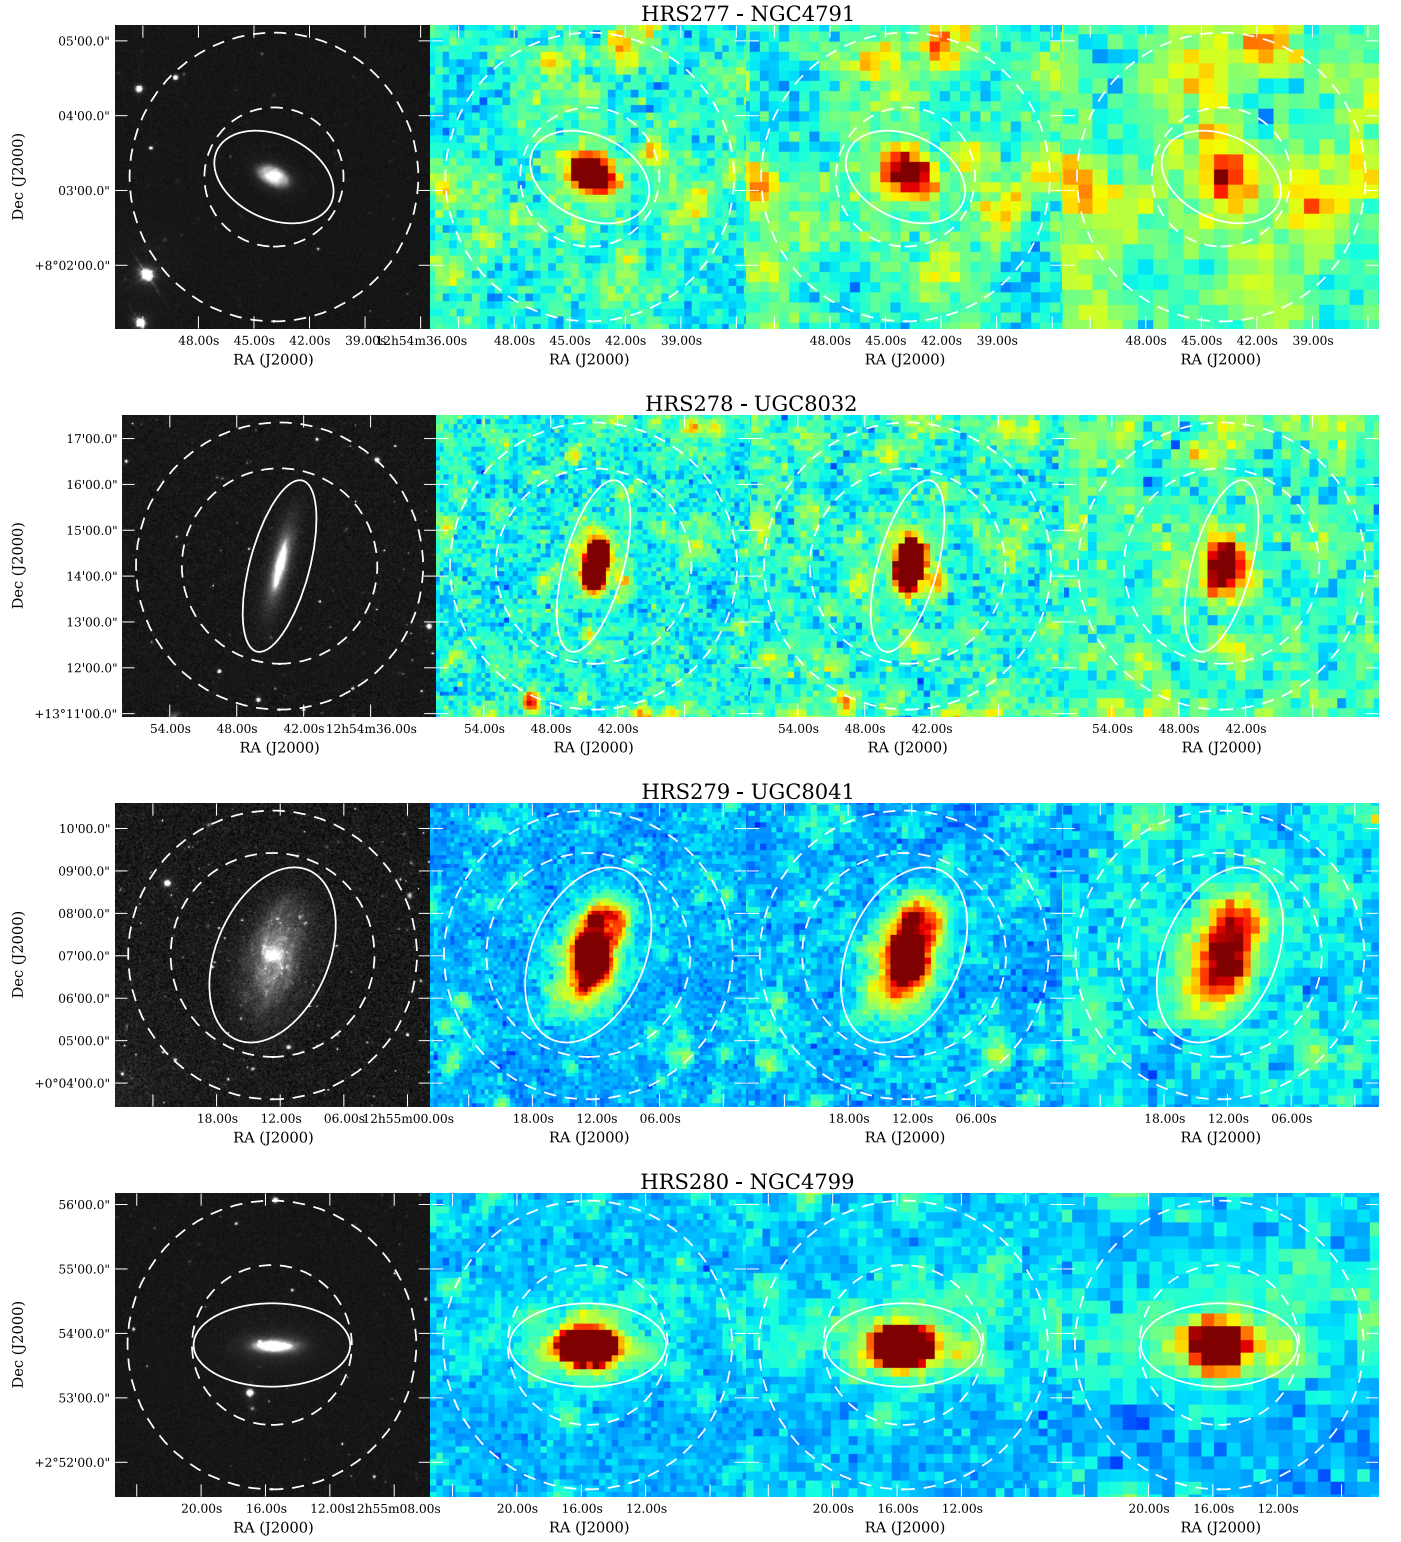 HRS277 - NGC4791
05'00.0"
04'00.0"
03'00.0"
+8°02'00.0"
Dec (J2000)
48.00s 45.00s 42.00s 39.00s 12h54m36.00s 48.00s 45.00s 42.00s 39.00s 48.00s 45.00s 42.00s 39.00s 48.00s 45.00s 42.00s 39.00s
RA (J2000) RA (J2000) RA (J2000) RA (J2000)
HRS278 - UGC8032
17'00.0"
16'00.0"
15'00.0"
14'00.0"
13'00.0"
12'00.0"
+13°11'00.0"
Dec (J2000)
54.00s 48.00s 42.00s 12h54m36.00s 54.00s 48.00s 42.00s 54.00s 48.00s 42.00s 54.00s 48.00s 42.00s
RA (J2000) RA (J2000) RA (J2000) RA (J2000)
HRS279 - UGC8041
10'00.0"
09'00.0"
08'00.0"
07'00.0"
06'00.0"
05'00.0"
+0°04'00.0"
Dec (J2000)
18.00s 12.00s 06.00s 12h55m00.00s 18.00s 12.00s 06.00s 18.00s 12.00s 06.00s 18.00s 12.00s 06.00s
RA (J2000) RA (J2000) RA (J2000) RA (J2000)
HRS280 - NGC4799
56'00.0"
55'00.0"
54'00.0"
53'00.0"
+2°52'00.0"
Dec (J2000)
20.00s 16.00s 12.00s 12h55m08.00s 20.00s 16.00s 12.00s 20.00s 16.00s 12.00s 20.00s 16.00s 12.00s
RA (J2000) RA (J2000) RA (J2000) RA (J2000)